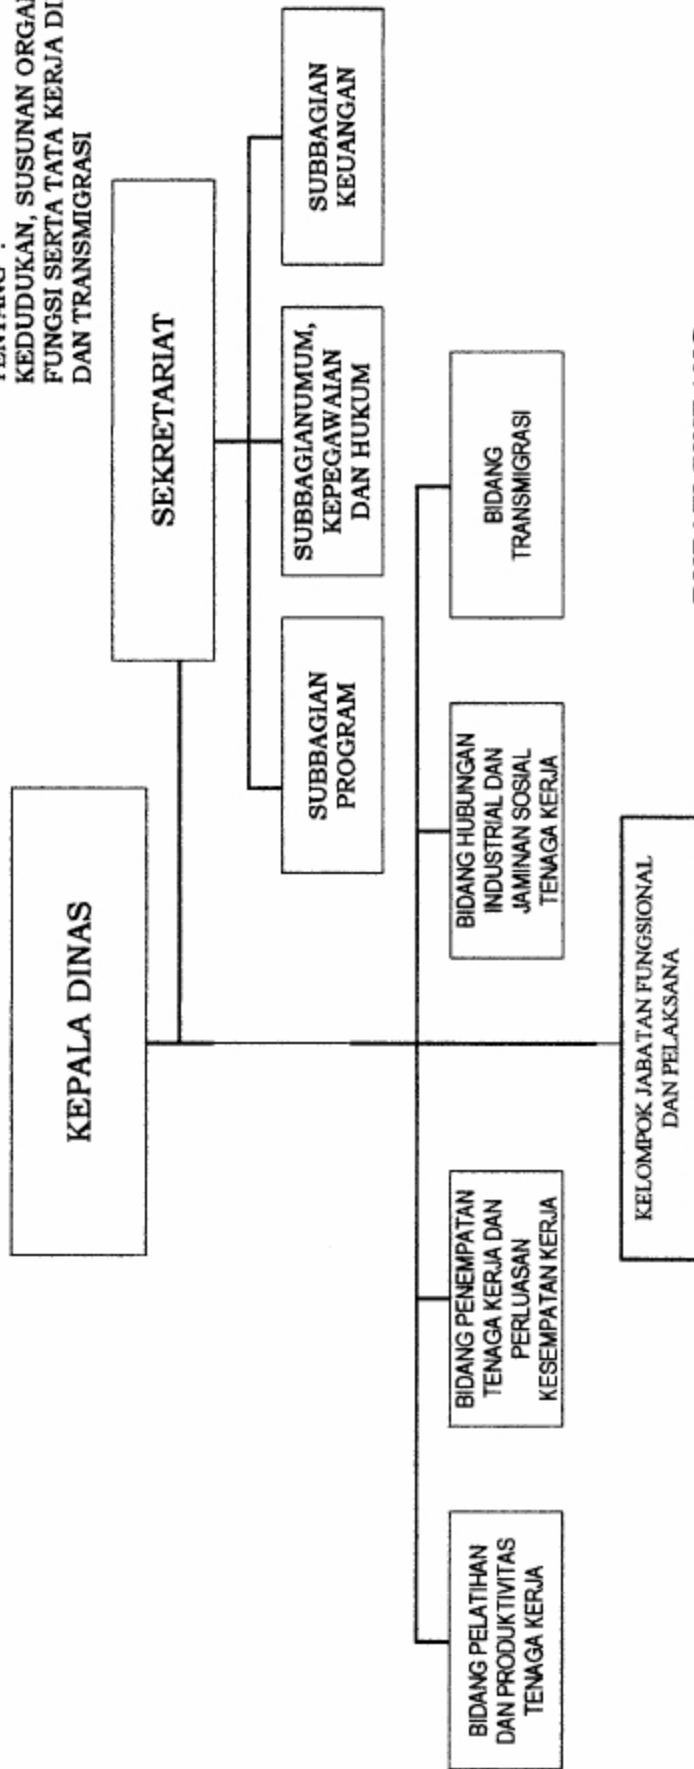 KEDUDUKAN, SUSUNAN
FUNGSI SERTA TATA KERJA
DAN TRANSMIGRASI
KEPALA DINAS
SEKRETARIAT
SUBBAGIAN
PROGRAM
SUBBAGIANUMUM,
KEPEGAWAIAN
DAN HUKUM
SUBBAGIAN
KEUANGAN
BIDANG PELATIHAN
DAN PRODUKTIVITAS
TENAGA KERJA
BIDANG PENEMPATAN
TENAGA KERJA DAN
PERLUASAN
KESEMPATAN KERJA
BIDANG HUBUNGAN
INDUSTRIAL DAN
JAMINAN SOSIAL
TENAGA KERJA
BIDANG
TRANSMIGRASI
KELOMPOK JABATAN FUNGSIONAL
DAN PELAKSANA